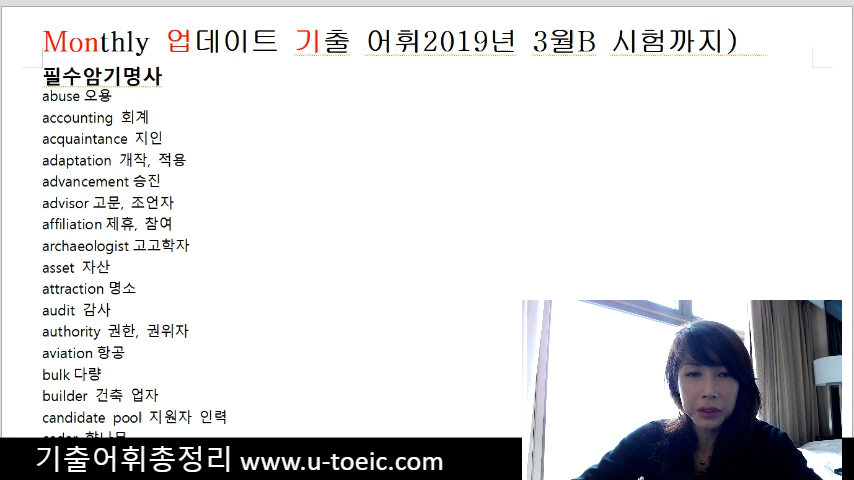 Monthly 업데이트 기출 어휘2019년 3월B 시험까지)
필수암기명사
abuse 오용
accounting 회계
acquaintance 지인
adaptation 개작, 적용
advancement 승진
advisor 고문, 조언자
affiliation 제휴, 참여
archaeologist 고고학자
asset 자산
attraction 명소
audit 감사
authority 권한, 권위자
aviation 항공
bulk 다량
builder 건축 업자
candidate pool 지원자 인력
기출어휘총정리 www.u-toeic.com